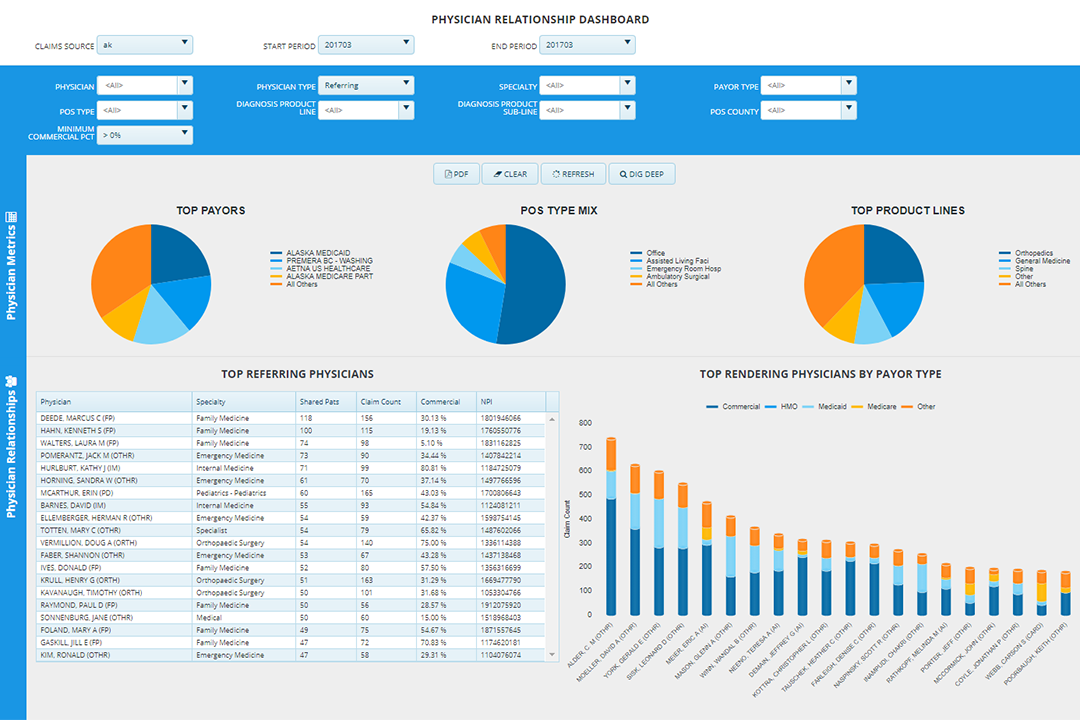 PHYSICIAN RELATIONSHIP DASHBOARD
CLAIMS SOURCE ak START PERIOD 201703 END PERIOD 201703
PHYSICIAN <All> PHYSICIAN TYPE Referring SPECIALTY <All> PAYOR TYPE <All>
POS TYPE <All> DIAGNOSIS PRODUCT LINE <All> DIAGNOSIS PRODUCT SUB-LINE <All> POS COUNTY <All>
MINIMUM COMMERCIAL PCT > 0%
PDF CLEAR REFRESH DIG DEEP
Physician Metrics
Physician Relationships
TOP PAYORS
ALASKA MEDICAID
PREMERA BC - WASHING
AETNA US HEALTHCARE
ALASKA MEDICARE PART
All Others
POS TYPE MIX
Office
Assisted Living Faci
Emergency Room Hosp
Ambulatory Surgical
All Others
TOP PRODUCT LINES
Orthopedics
General Medicine
Spine
Other
All Others
TOP REFERRING PHYSICIANS
Physician Specialty Shared Pats Claim Count Commercial NPI
DEEDE, MARCUS C (FP) Family Medicine 118 156 30.13 % 1801946066
HAHN, KENNETH S (FP) Family Medicine 100 115 19.13 % 1760550776
WALTERS, LAURA M (FP) Family Medicine 74 98 5.10 % 1831162825
POMERANTZ, JACK M (OTHR) Emergency Medicine 73 90 34.44 % 1407842214
HURLBURT, KATHY J (IM) Internal Medicine 71 99 80.81 % 1184725079
HORNING, SANDRA W (OTHR) Emergency Medicine 61 70 37.14 % 1497766596
MCARTHUR, ERIN (PD) Pediatrics - Pediatrics 60 165 43.03 % 1700806643
BARNES, DAVID (IM) Internal Medicine 55 93 54.84 % 1124081211
ELLEMBERGER, HERMAN R (OTHR) Emergency Medicine 54 59 42.37 % 1598754145
TOTTEN, MARY C (OTHR) Specialist 54 79 65.82 % 1487602066
VERMILLION, DOUG A (ORTH) Orthopaedic Surgery 54 140 75.00 % 1336114388
FABER, SHANNON (OTHR) Emergency Medicine 53 67 43.28 % 1437138468
IVES, DONALD (FP) Family Medicine 52 80 57.50 % 1356316699
KRULL, HENRY G (ORTH) Orthopaedic Surgery 51 163 31.29 % 1669477790
KAVANAUGH, TIMOTHY (ORTH) Orthopaedic Surgery 50 101 31.68 % 1053304766
RAYMOND, PAUL D (FP) Family Medicine 50 56 28.57 % 1912075920
SONNENBURG, JANE (OTHR) Medical 50 60 15.00 % 1518968403
FOLAND, MARY A (FP) Family Medicine 49 75 54.67 % 1871557645
GASKILL, JILL E (FP) Family Medicine 47 72 70.83 % 1174620181
KIM, RONALD (OTHR) Emergency Medicine 47 58 29.31 % 1104076074
TOP RENDERING PHYSICIANS BY PAYOR TYPE
Commercial HMO Medicaid Medicare Other
Claim Count
800
700
600
500
400
300
200
100
0
ALDER, C M (OTHR)
MOELLER, DAVID A (OTHR)
YORK, GERALD E (OTHR)
SISK, LEONARD D (OTHR)
MEIER, ERIC A (AI)
MASON, GLENN A (OTHR)
WINN, WANDAL B (OTHR)
NEENO, TERESA A (AI)
DEMAIN, JEFFREY G (AI)
KOTTRA, CHRISTOPHER L (OTHR)
TAUSCHEK, HEATHER C (OTHR)
FARLEIGH, DENISE C (OTHR)
NASPINSKY, SCOTT R (OTHR)
INAMPUDI, CHAKRI (OTHR)
RATHKOPF, MELINDA M (AI)
PORTER, JEFF (OTHR)
MCCORMICK, JOHN (OTHR)
COYLE, JONATHAN P (OTHR)
WEBB, CARSON S (CARD)
POORBAUGH, KEITH (OTHR)